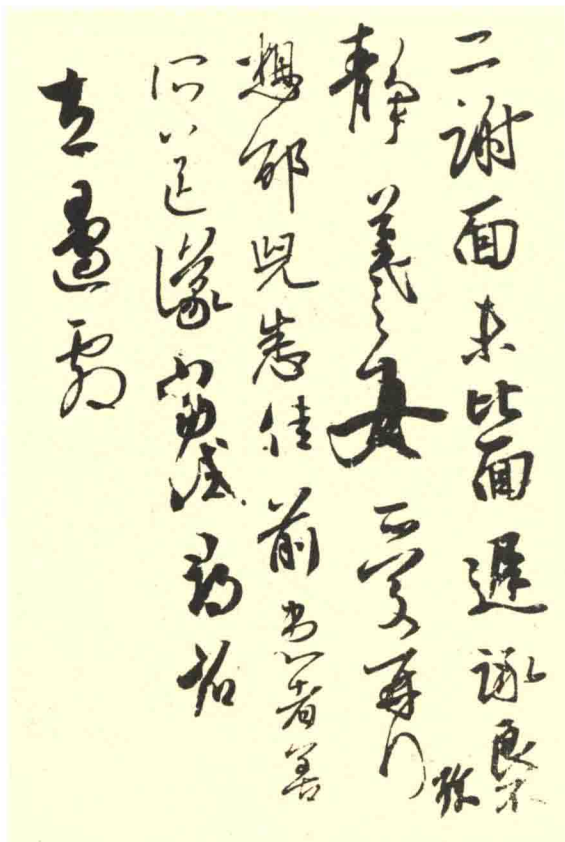 二謝面未比面遲詠良不
靜羲之女愛再拜
想邰兒悉佳前患者善
所送議當試尋省
左邊劇